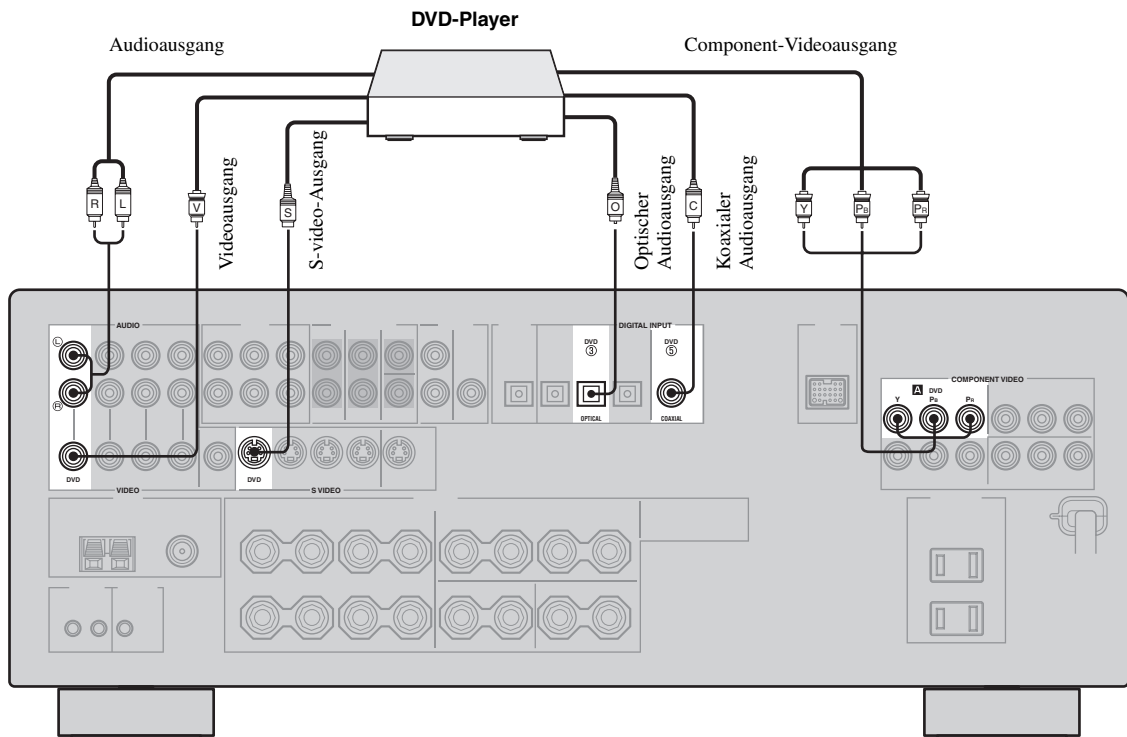 DVD-Player
Audioausgang
Component-Videoausgang
Videoausgang
S-video-Ausgang
Optischer
Audioausgang
Koaxialer
Audioausgang
R L V S O C Y PB PR
AUDIO
DIGITAL INPUT
L
R
DVD
③
DVD
⑤
OPTICAL
COAXIAL
COMPONENT VIDEO
A DVD
Y PB PR
DVD
DVD
VIDEO
S VIDEO